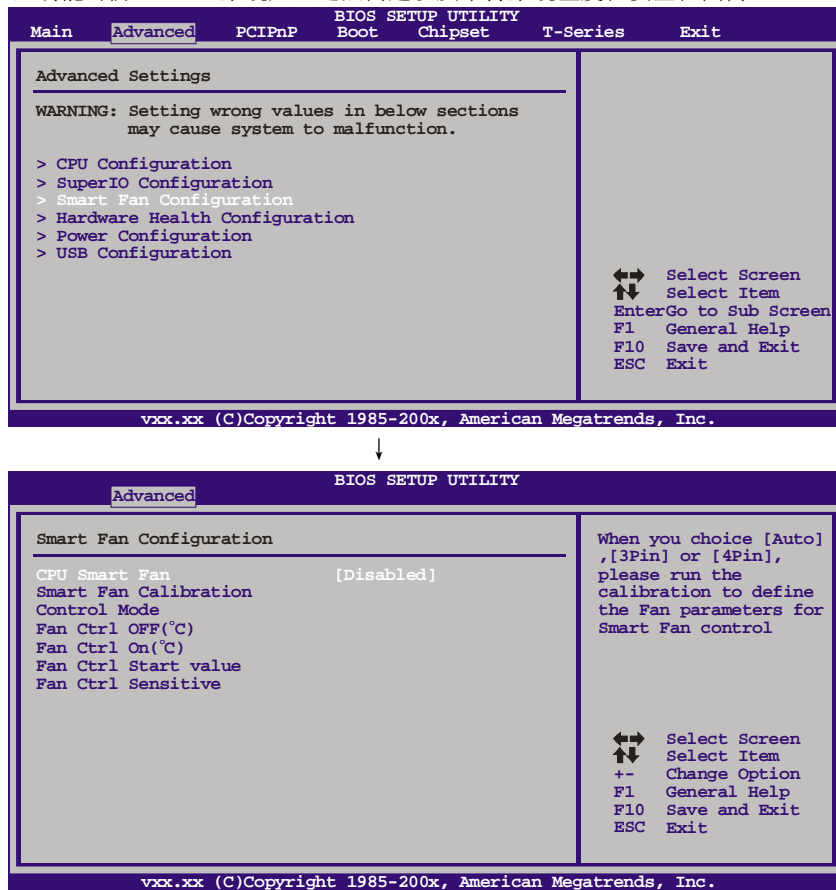 BIOS SETUP UTILITY
Main Advanced PCIPnP Boot Chipset T-Series Exit
Advanced Settings
WARNING: Setting wrong values in below sections
may cause system to malfunction.
> CPU Configuration
> SuperIO Configuration
> Smart Fan Configuration
> Hardware Health Configuration
> Power Configuration
> USB Configuration
Select Screen
Select Item
EnterGo to Sub Screen
F1 General Help
F10 Save and Exit
ESC Exit
vxx.xx (C)Copyright 1985-200x, American Megatrends, Inc.
BIOS SETUP UTILITY
Advanced
Smart Fan Configuration
CPU Smart Fan [Disabled]
Smart Fan Calibration
Control Mode
Fan Ctrl OFF(°C)
Fan Ctrl On(°C)
Fan Ctrl Start value
Fan Ctrl Sensitive
When you choice [Auto]
,[3Pin] or [4Pin],
please run the
calibration to define
the Fan parameters for
Smart Fan control
Select Screen
Select Item
+- Change Option
F1 General Help
F10 Save and Exit
ESC Exit
vxx.xx (C)Copyright 1985-200x, American Megatrends, Inc.